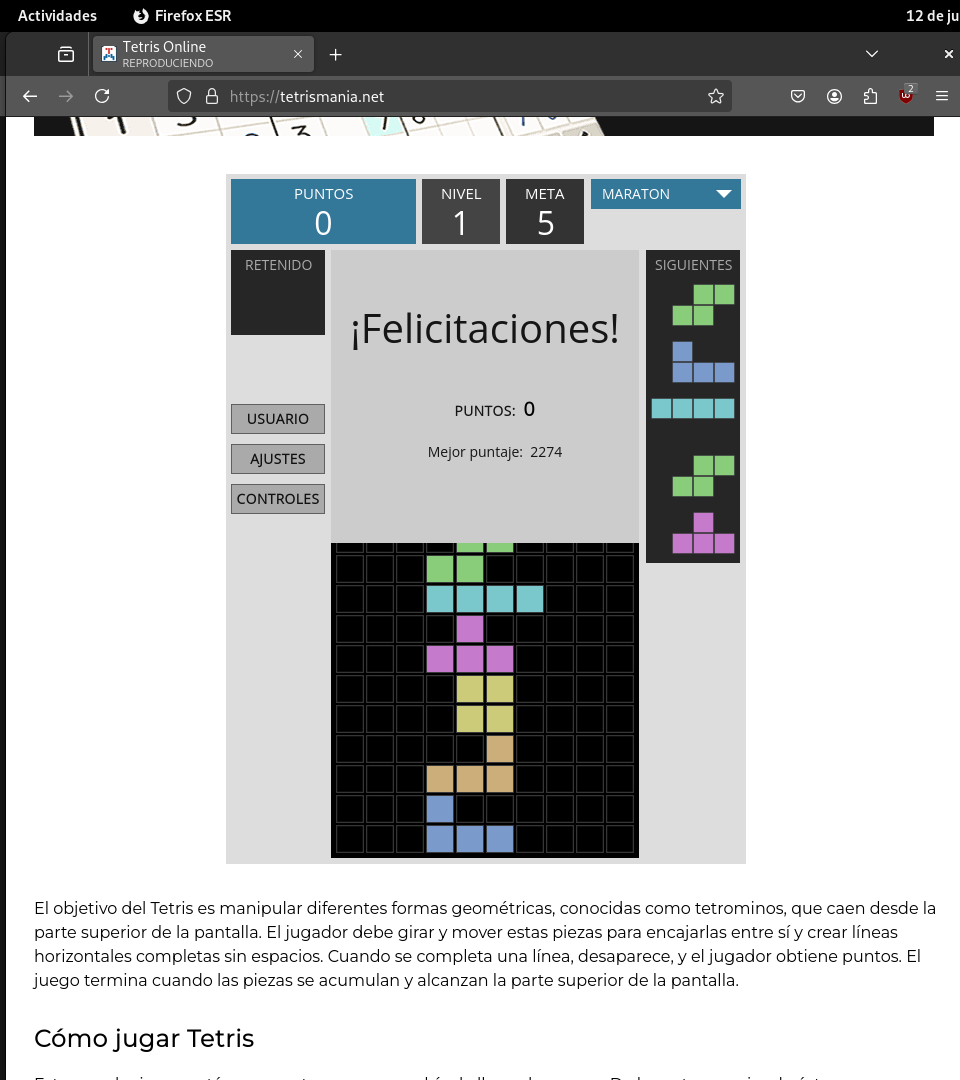 Actividades
Firefox ESR
12 de ju
Tetris Online
REPRODUCIENDO
https://tetrismania.net
2
PUNTOS
0
NIVEL
1
META
5
MARATON
RETENIDO
SIGUIENTES
¡Felicitaciones!
PUNTOS: 0
Mejor puntaje: 2274
USUARIO
AJUSTES
CONTROLES
El objetivo del Tetris es manipular diferentes formas geométricas, conocidas como tetrominos, que caen desde la
parte superior de la pantalla. El jugador debe girar y mover estas piezas para encajarlas entre sí y crear líneas
horizontales completas sin espacios. Cuando se completa una línea, desaparece, y el jugador obtiene puntos. El
juego termina cuando las piezas se acumulan y alcanzan la parte superior de la pantalla.
Cómo jugar Tetris